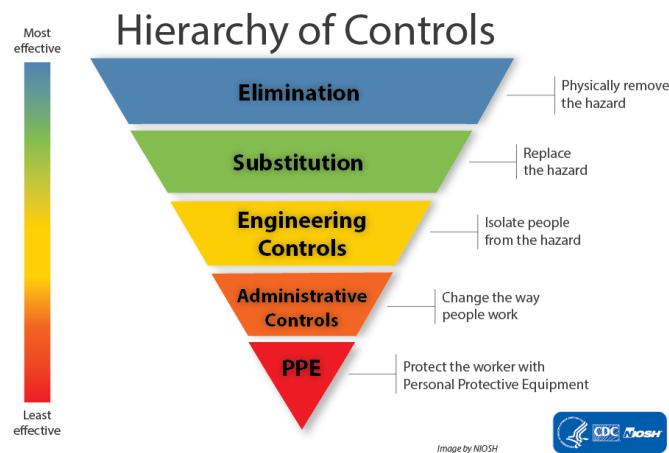 Hierarchy of Controls
Most
effective
Elimination
Physically remove
the hazard
Substitution
Replace
the hazard
Engineering
Controls
Isolate people
from the hazard
Administrative
Controls
Change the way
people work
PPE
Protect the worker with
Personal Protective Equipment
Least
effective
CDC NIOSH
Image by NIOSH